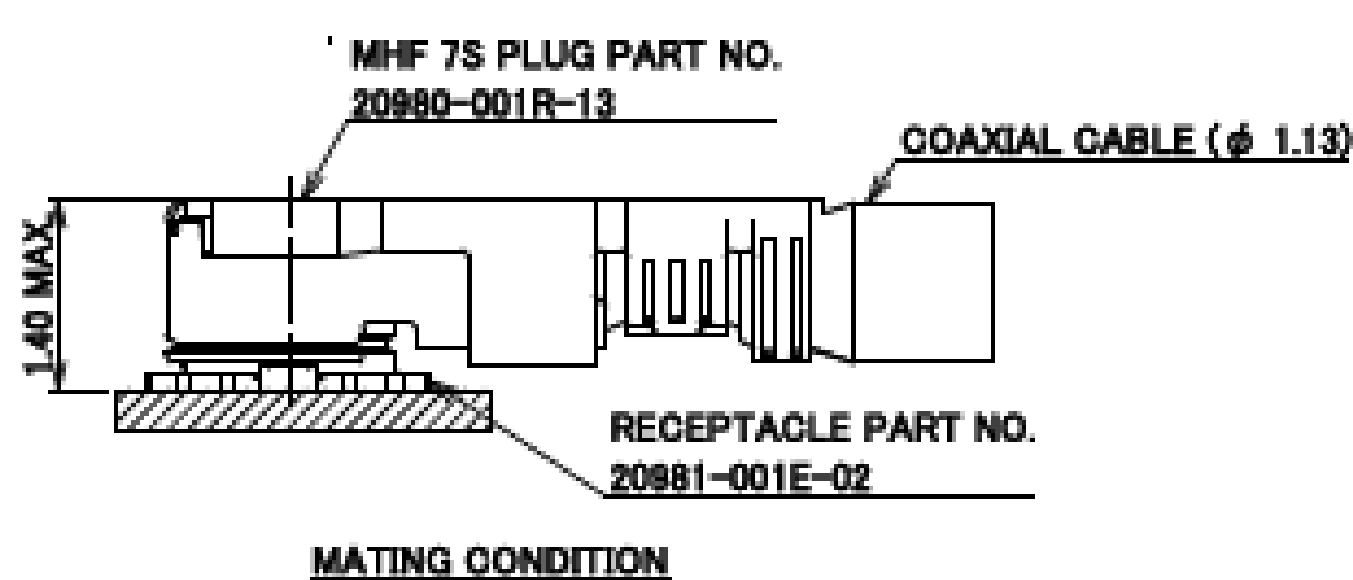 MHF 7S PLUG PART NO.
20980-001R-13
COAXIAL CABLE (ϕ 1.13)
1.40 MAX.
RECEPTACLE PART NO.
20981-001E-02
MATING CONDITION